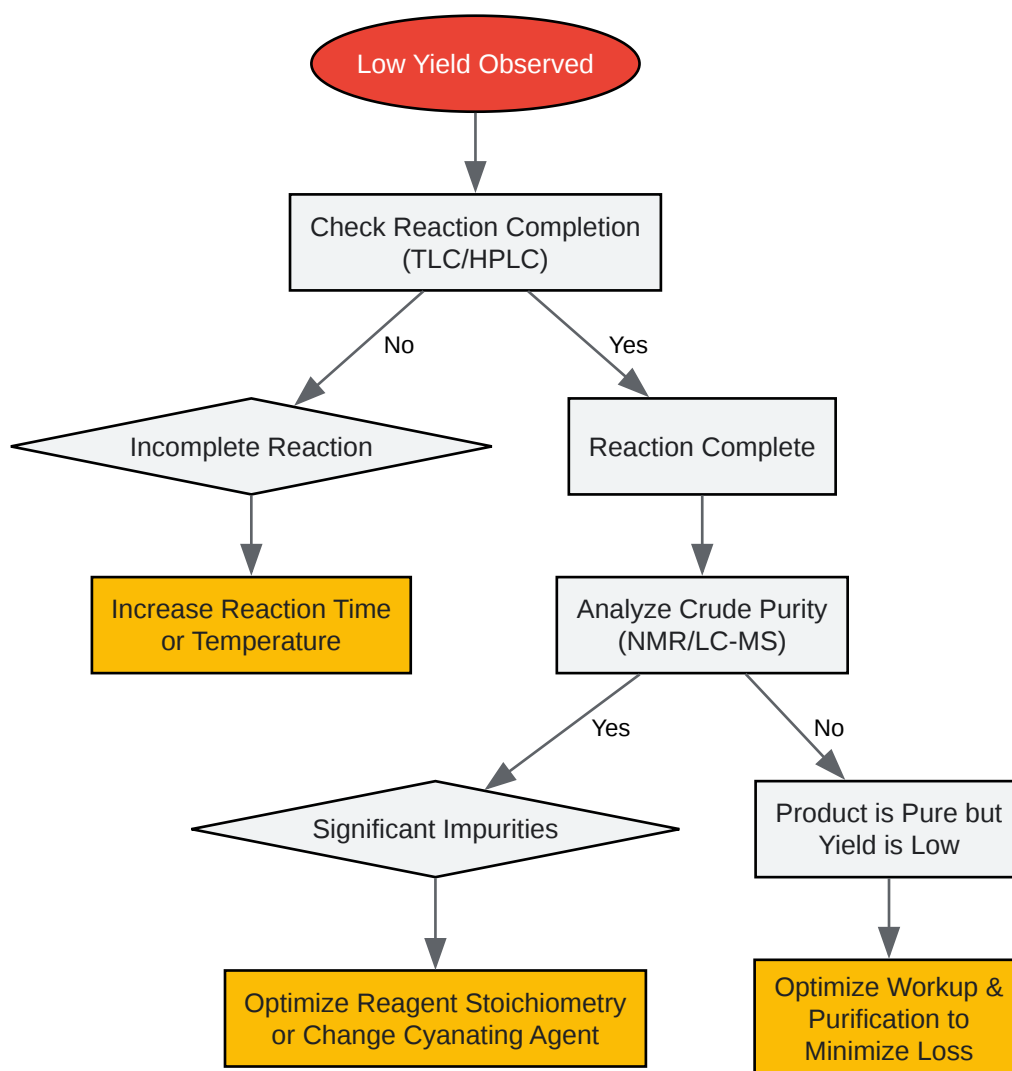 Low Yield Observed
Check Reaction Completion
(TLC/HPLC)
No
Yes
Incomplete Reaction
Reaction Complete
Increase Reaction Time
or Temperature
Analyze Crude Purity
(NMR/LC-MS)
Yes
No
Significant Impurities
Product is Pure but
Yield is Low
Optimize Reagent Stoichiometry
or Change Cyanating Agent
Optimize Workup &
Purification to
Minimize Loss